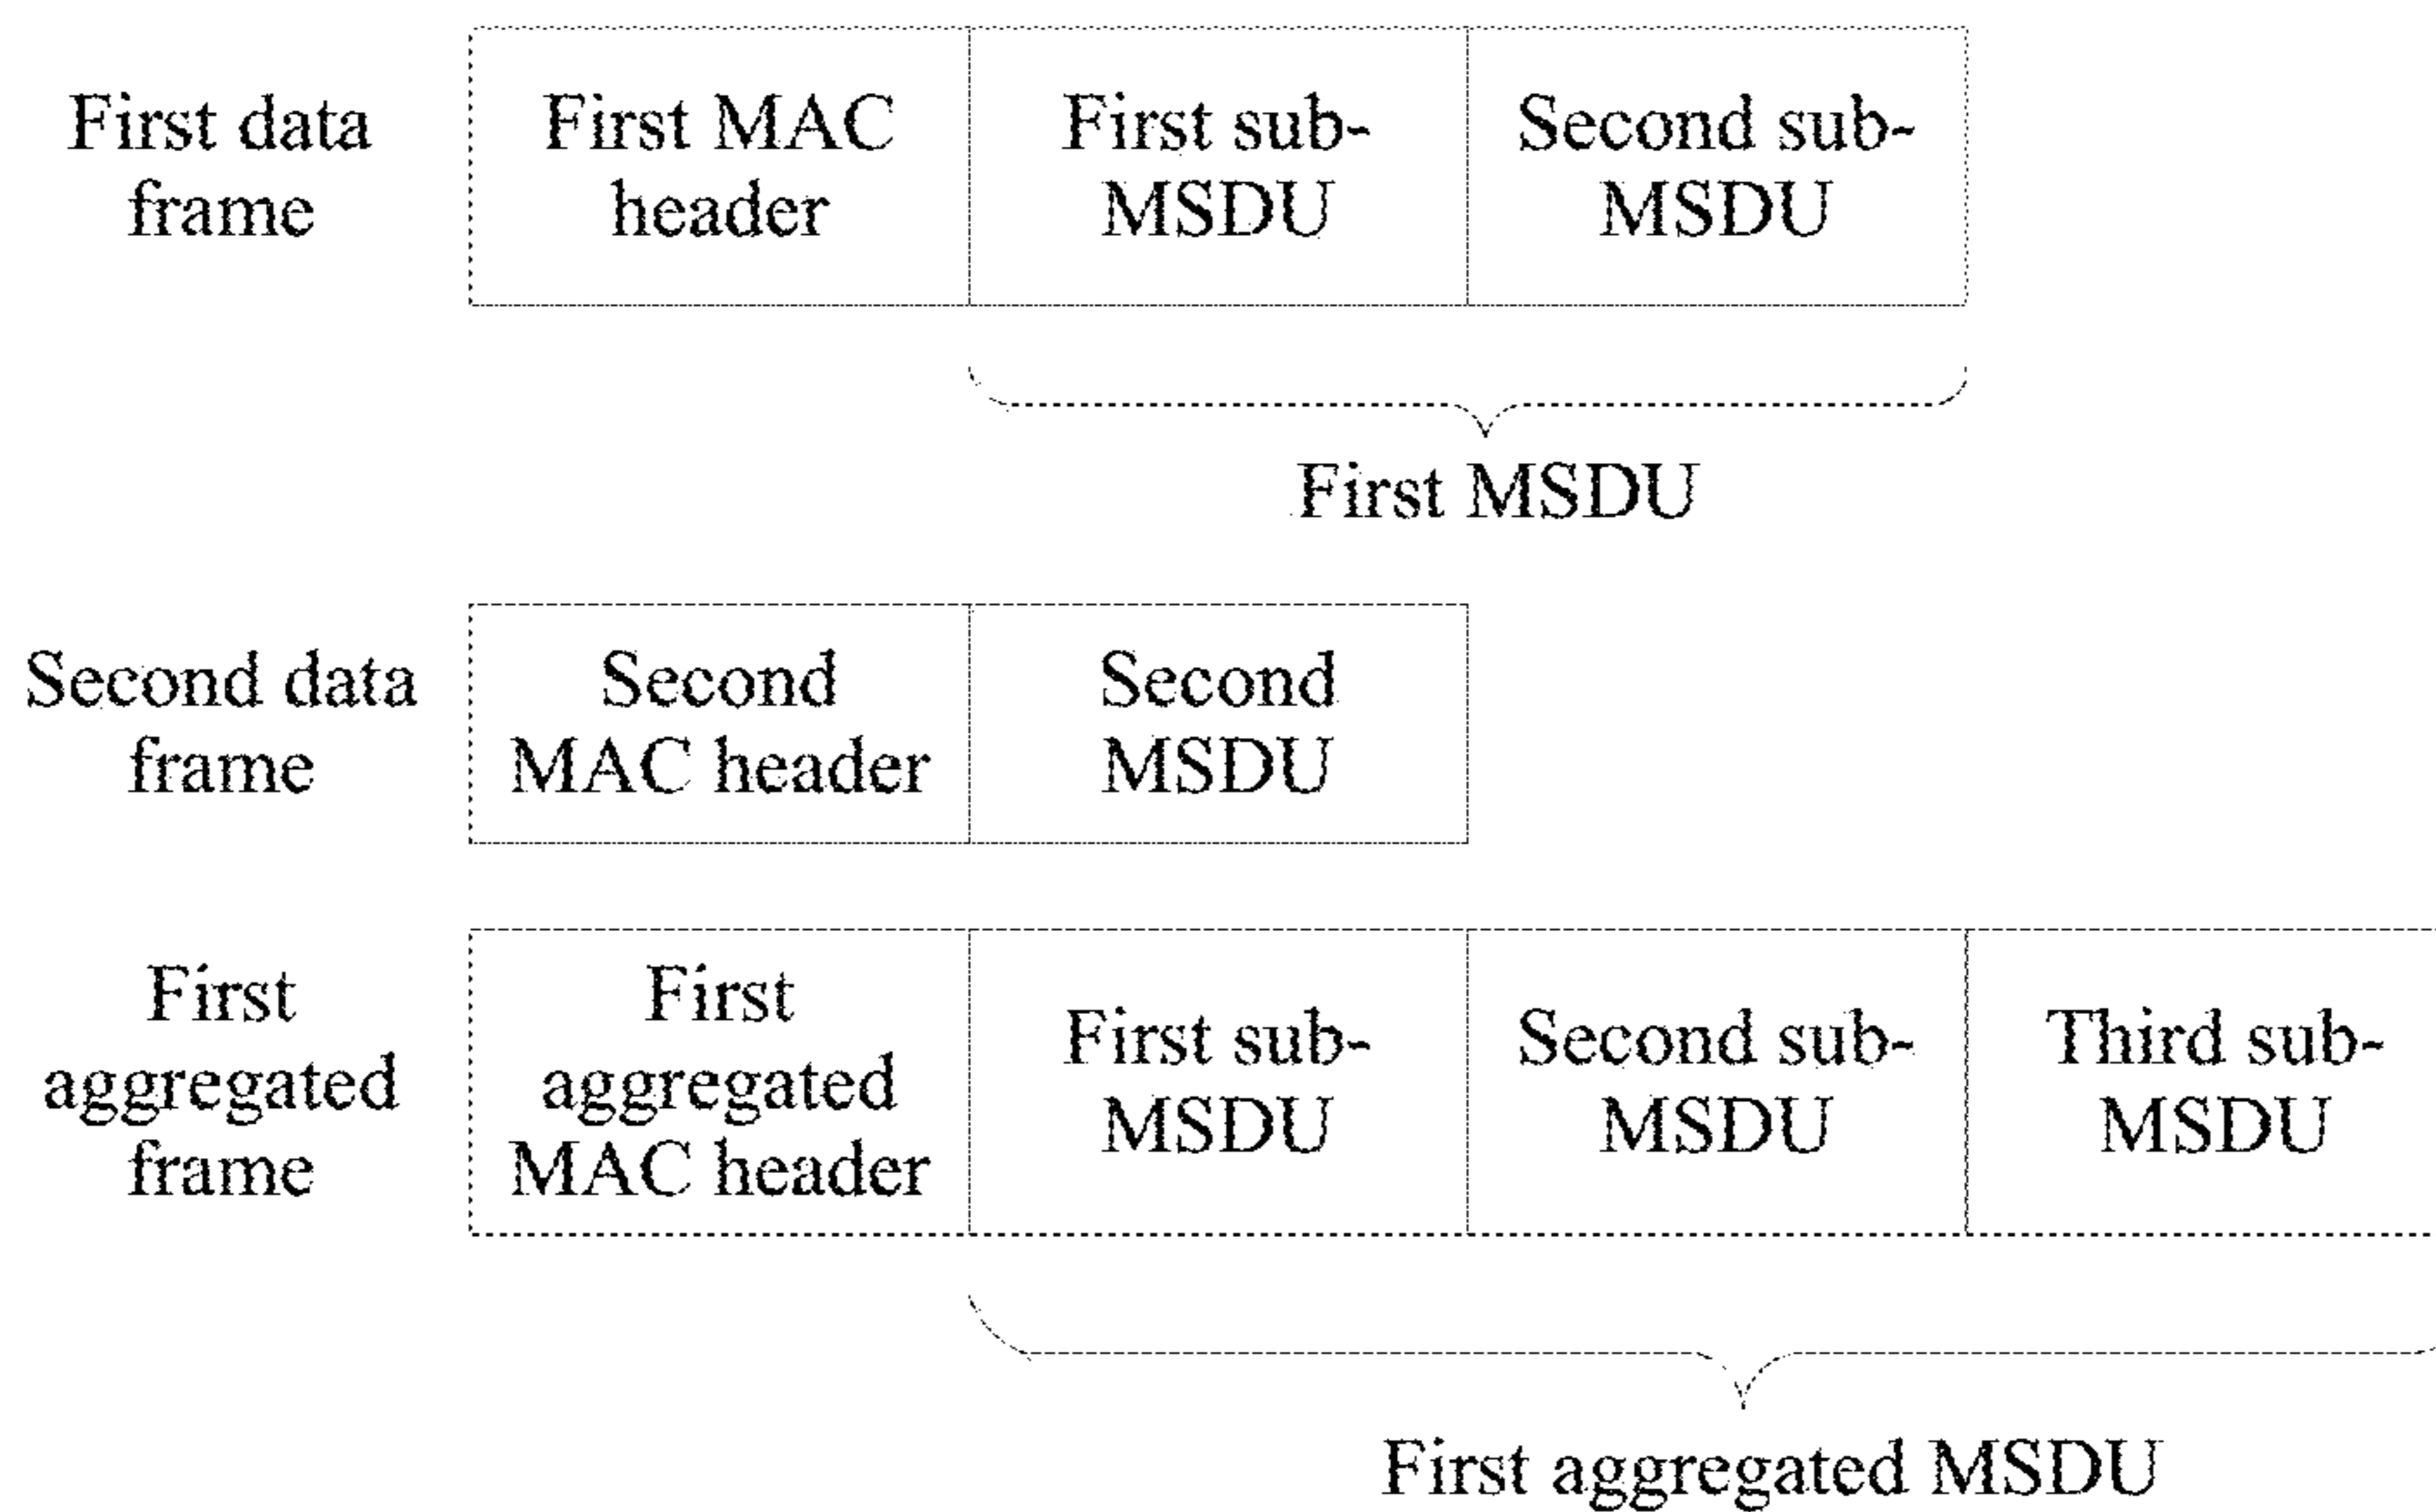 First data
frame
First MAC
header
First sub-
MSDU
Second sub-
MSDU
First MSDU
Second data
frame
Second
MAC header
Second
MSDU
First
aggregated
frame
First
aggregated
MAC header
First sub-
MSDU
Second sub-
MSDU
Third sub-
MSDU
First aggregated MSDU